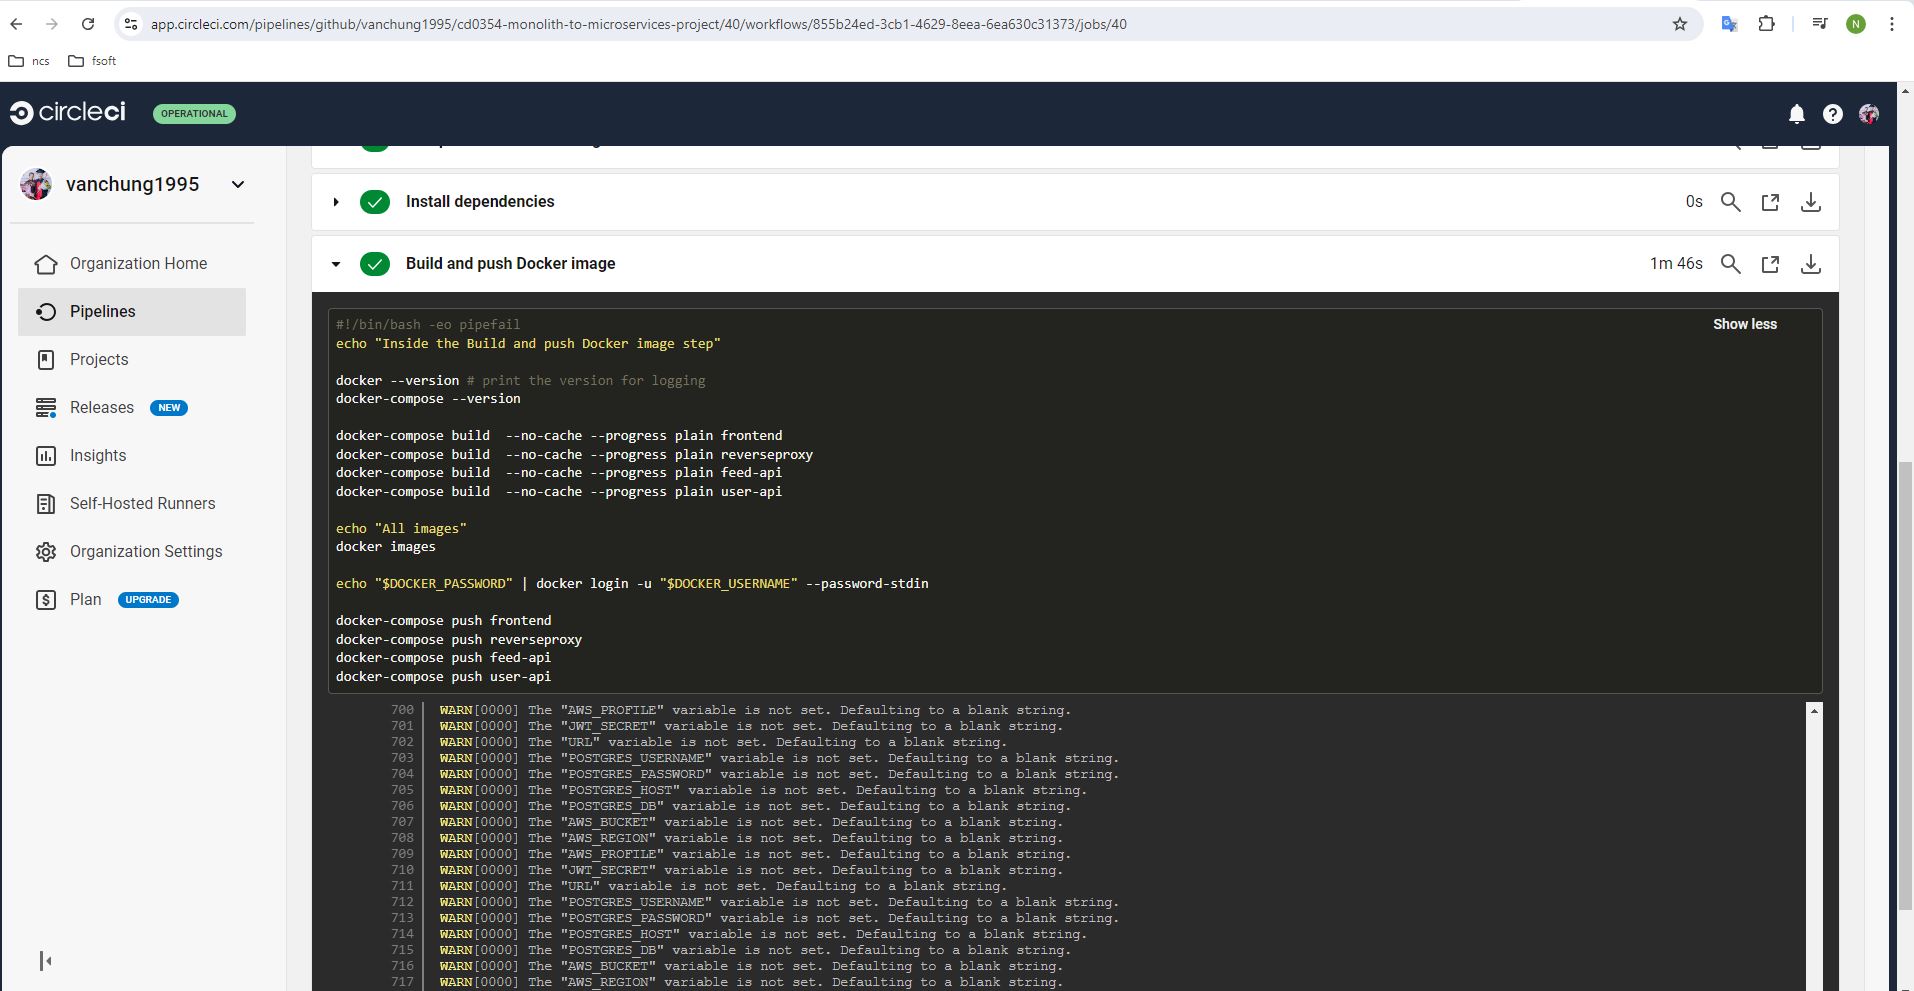 app.circleci.com/pipelines/github/vanchung1995/cd0354-monolith-to-microservices-project/40/workflows/855b24ed-3cb1-4629-8eea-6ea630c31373/jobs/40
N
ncs
fsoft
circleci
OPERATIONAL
vanchung1995
Organization Home
Pipelines
Projects
Releases NEW
Insights
Self-Hosted Runners
Organization Settings
Plan UPGRADE
Install dependencies
0s
Build and push Docker image
1m 46s
#!/bin/bash -eo pipefail
Show less
echo "Inside the Build and push Docker image step"
docker --version # print the version for logging
docker-compose --version
docker-compose build  --no-cache --progress plain frontend
docker-compose build  --no-cache --progress plain reverseproxy
docker-compose build  --no-cache --progress plain feed-api
docker-compose build  --no-cache --progress plain user-api
echo "All images"
docker images
echo "$DOCKER_PASSWORD" | docker login -u "$DOCKER_USERNAME" --password-stdin
docker-compose push frontend
docker-compose push reverseproxy
docker-compose push feed-api
docker-compose push user-api
700 WARN[0000] The "AWS_PROFILE" variable is not set. Defaulting to a blank string.
701 WARN[0000] The "JWT_SECRET" variable is not set. Defaulting to a blank string.
702 WARN[0000] The "URL" variable is not set. Defaulting to a blank string.
703 WARN[0000] The "POSTGRES_USERNAME" variable is not set. Defaulting to a blank string.
704 WARN[0000] The "POSTGRES_PASSWORD" variable is not set. Defaulting to a blank string.
705 WARN[0000] The "POSTGRES_HOST" variable is not set. Defaulting to a blank string.
706 WARN[0000] The "POSTGRES_DB" variable is not set. Defaulting to a blank string.
707 WARN[0000] The "AWS_BUCKET" variable is not set. Defaulting to a blank string.
708 WARN[0000] The "AWS_REGION" variable is not set. Defaulting to a blank string.
709 WARN[0000] The "AWS_PROFILE" variable is not set. Defaulting to a blank string.
710 WARN[0000] The "JWT_SECRET" variable is not set. Defaulting to a blank string.
711 WARN[0000] The "URL" variable is not set. Defaulting to a blank string.
712 WARN[0000] The "POSTGRES_USERNAME" variable is not set. Defaulting to a blank string.
713 WARN[0000] The "POSTGRES_PASSWORD" variable is not set. Defaulting to a blank string.
714 WARN[0000] The "POSTGRES_HOST" variable is not set. Defaulting to a blank string.
715 WARN[0000] The "POSTGRES_DB" variable is not set. Defaulting to a blank string.
716 WARN[0000] The "AWS_BUCKET" variable is not set. Defaulting to a blank string.
717 WARN[0000] The "AWS_REGION" variable is not set. Defaulting to a blank string.